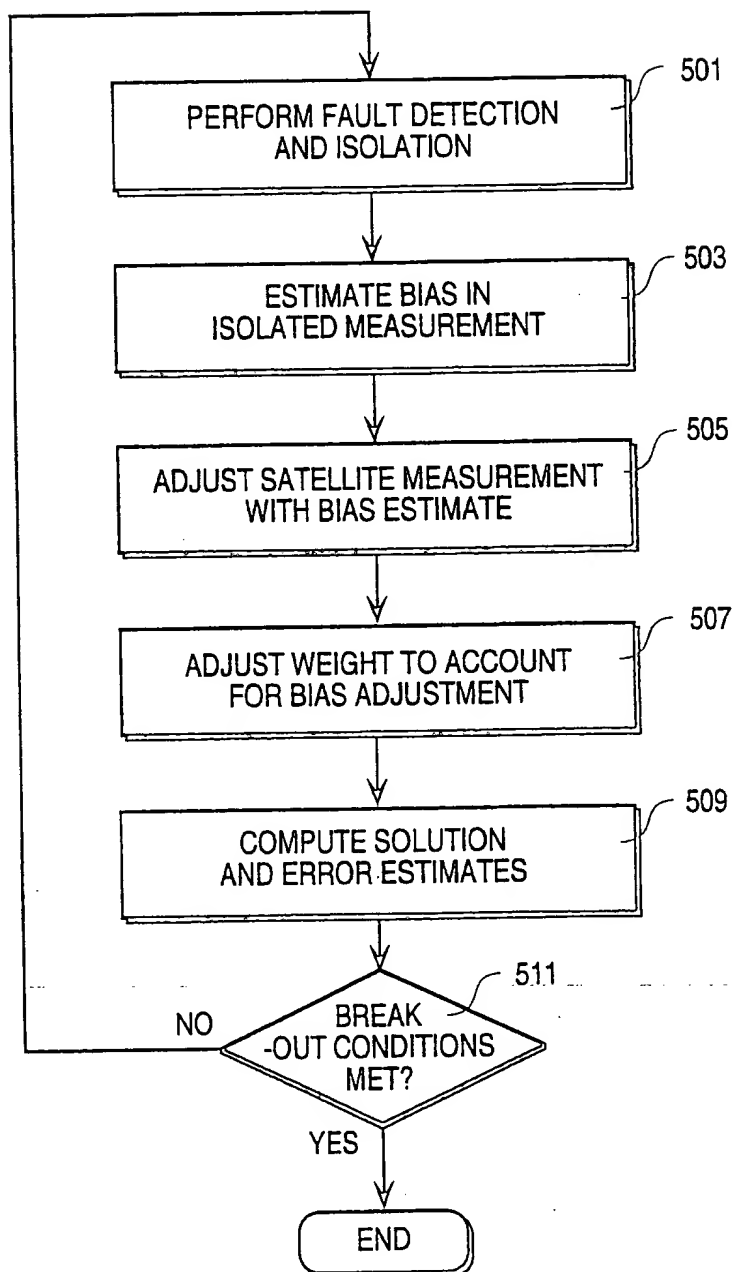 501
PERFORM FAULT DETECTION
AND ISOLATION
503
ESTIMATE BIAS IN
ISOLATED MEASUREMENT
505
ADJUST SATELLITE MEASUREMENT
WITH BIAS ESTIMATE
507
ADJUST WEIGHT TO ACCOUNT
FOR BIAS ADJUSTMENT
509
COMPUTE SOLUTION
AND ERROR ESTIMATES
511
NO
BREAK
-OUT CONDITIONS
MET?
YES
END